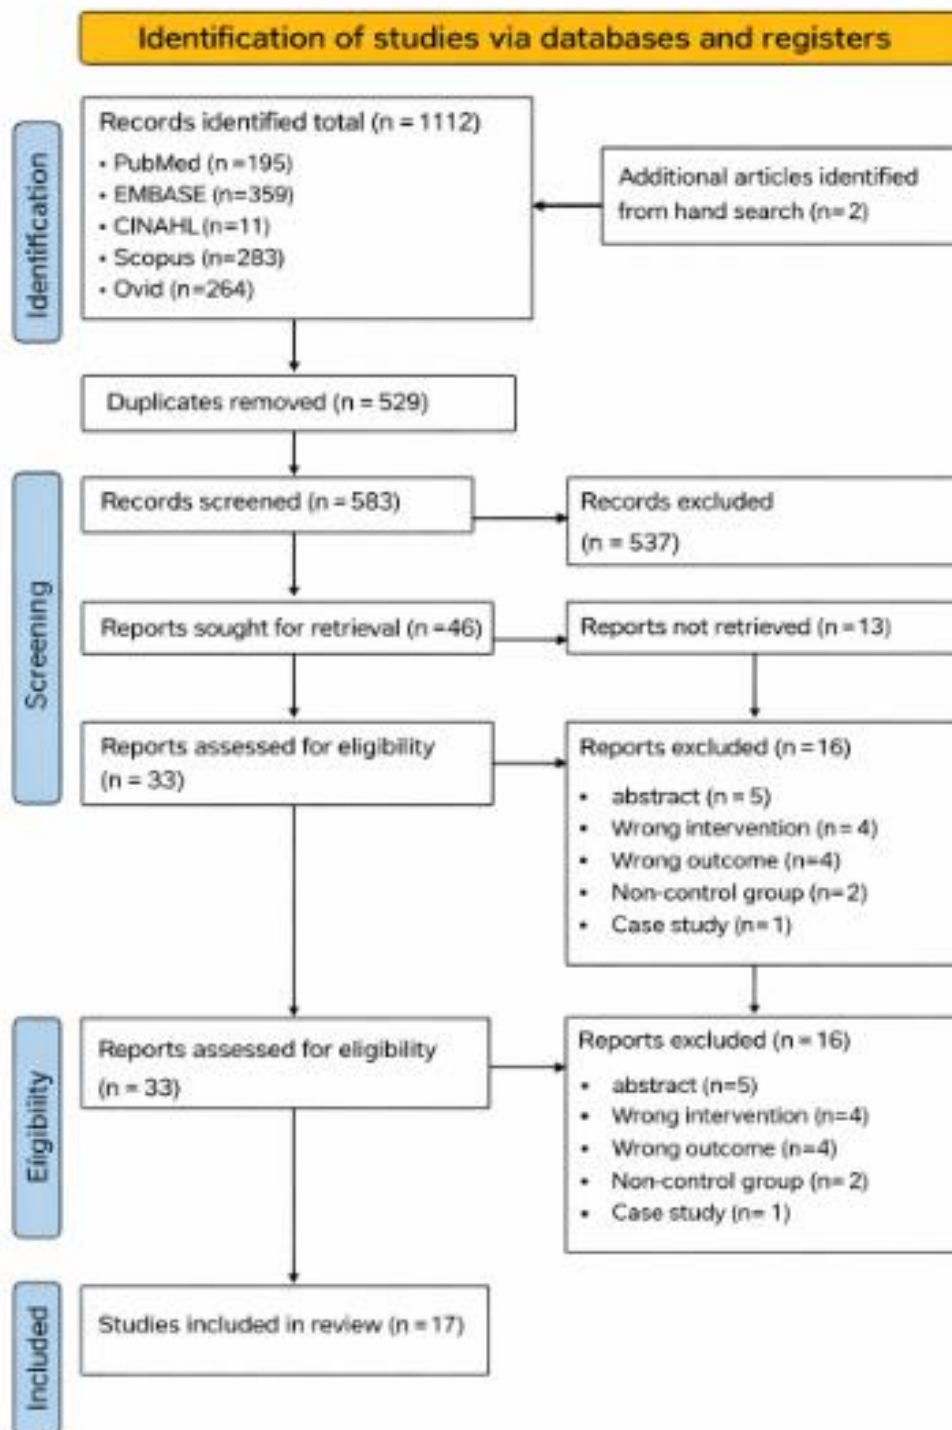 Identification of studies via databases and registers
Identification
Records identified total (n = 1112)
• PubMed (n =195)
• EMBASE (n=359)
• CINAHL (n=11)
• Scopus (n=283)
• Ovid (n=264)
Additional articles identified
from hand search (n= 2)
Duplicates removed (n = 529)
Screening
Records screened (n = 583)
Records excluded
(n = 537)
Reports sought for retrieval (n =46)
Reports not retrieved (n =13)
Reports assessed for eligibility
(n = 33)
Reports excluded (n = 16)
• abstract (n = 5)
• Wrong intervention (n= 4)
• Wrong outcome (n=4)
• Non-control group (n=2)
• Case study (n= 1)
Eligibility
Reports assessed for eligibility
(n = 33)
Reports excluded (n = 16)
• abstract (n=5)
• Wrong intervention (n=4)
• Wrong outcome (n=4)
• Non-control group (n= 2)
• Case study (n= 1)
Included
Studies included in review (n =17)